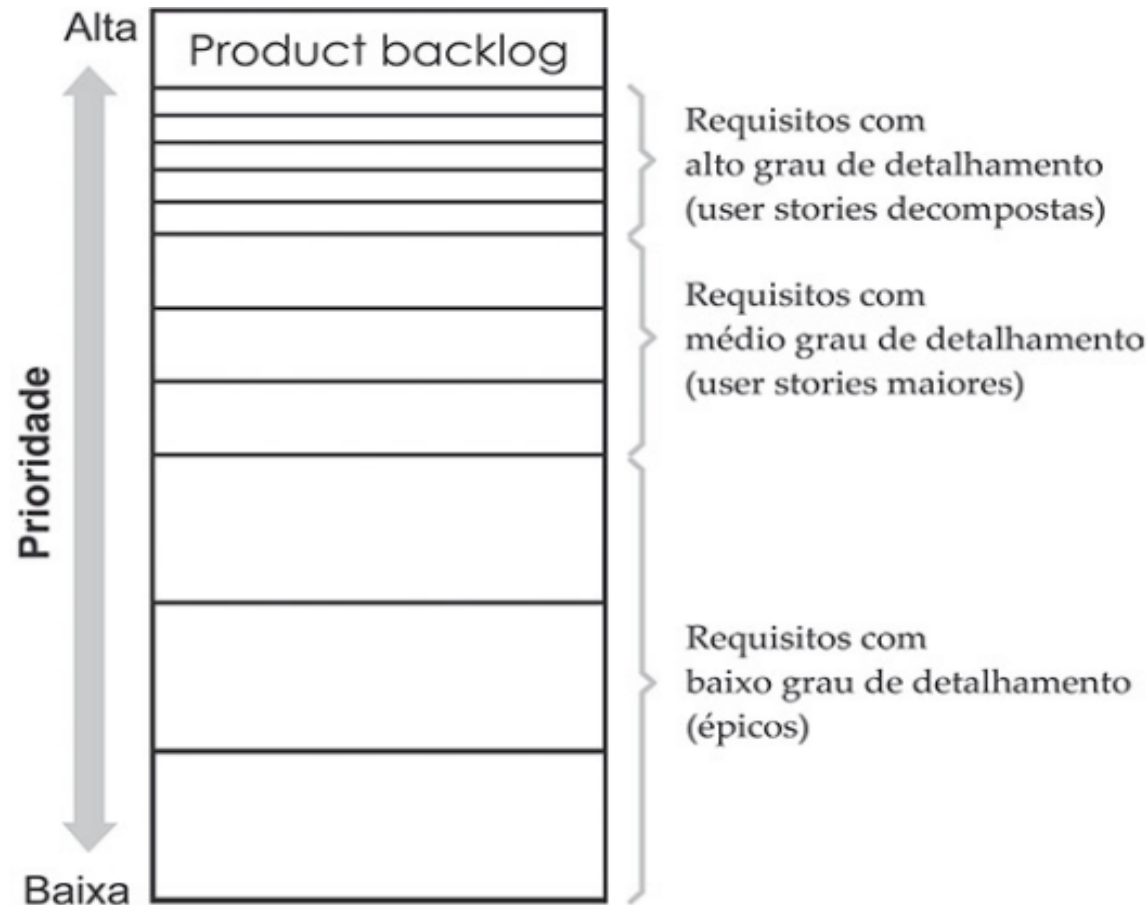 Alta
Product backlog
Requisitos com
alto grau de detalhamento
(user stories decompostas)
Requisitos com
médio grau de detalhamento
(user stories maiores)
Prioridade
Requisitos com
baixo grau de detalhamento
(épicos)
Baixa